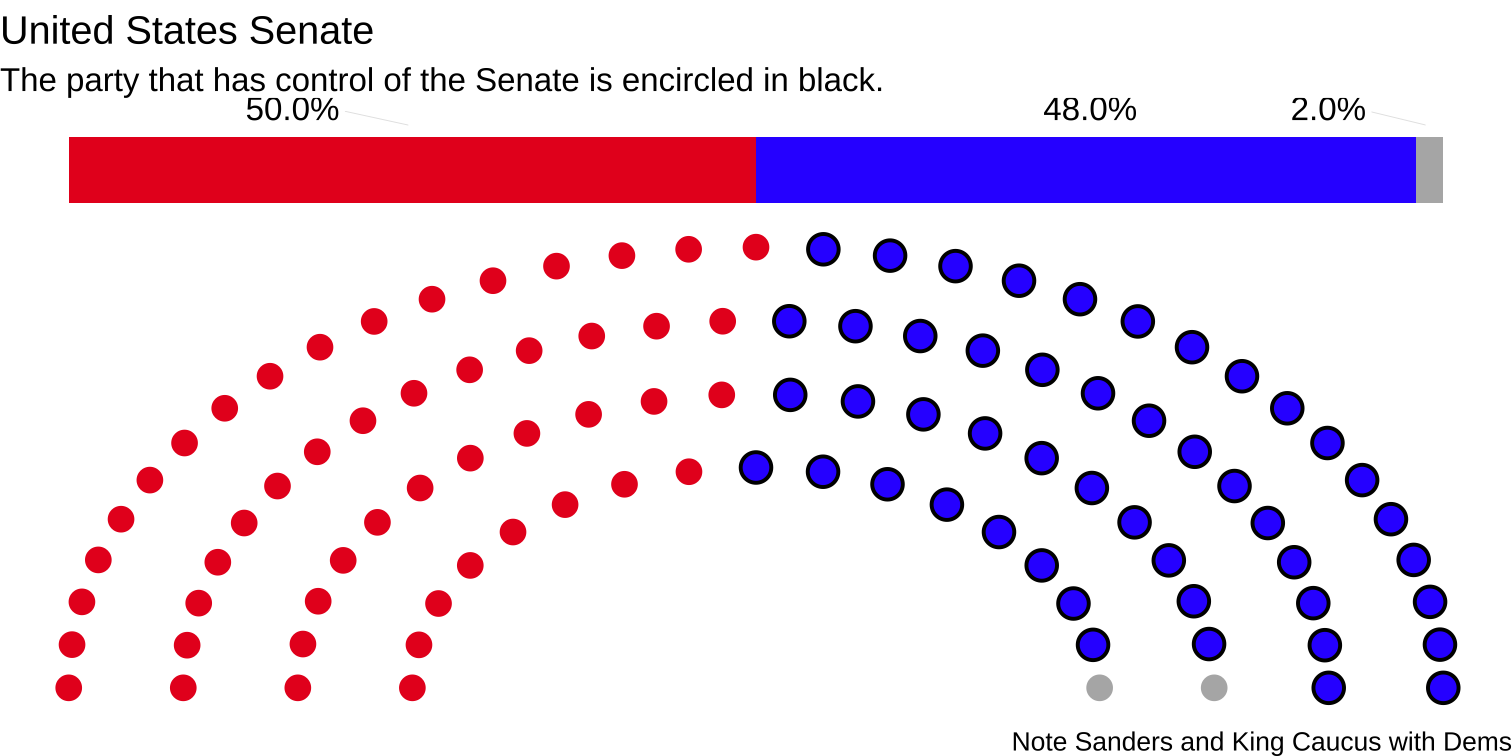 United States Senate
The party that has control of the Senate is encircled in black.
50.0% 48.0% 2.0%
Note Sanders and King Caucus with Dems